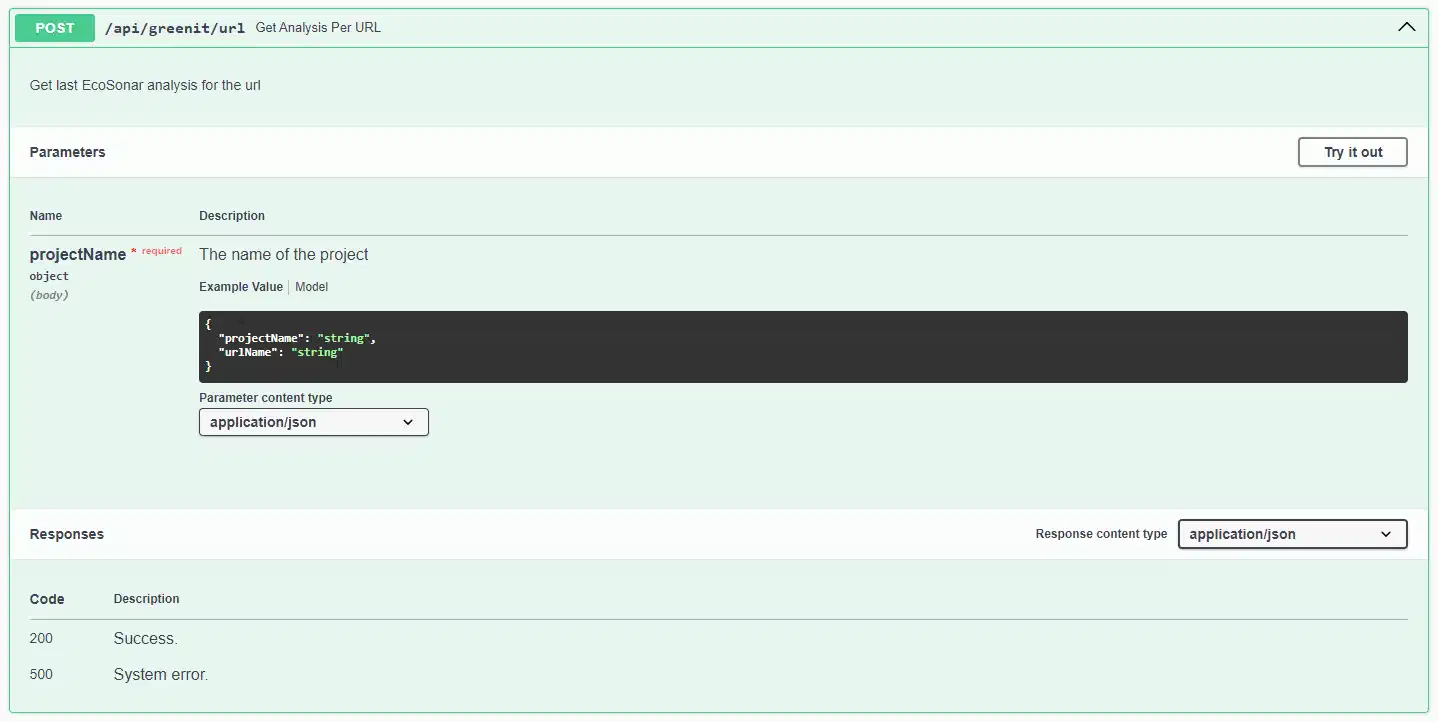 POST /api/greenit/url Get Analysis Per URL
Get last EcoSonar analysis for the url
Parameters Try it out
Name Description
projectName * required The name of the project
object
(body)
Example Value Model
{
"projectName": "string",
"urlName": "string"
}
Parameter content type
application/json
Responses Response content type application/json
Code Description
200 Success.
500 System error.